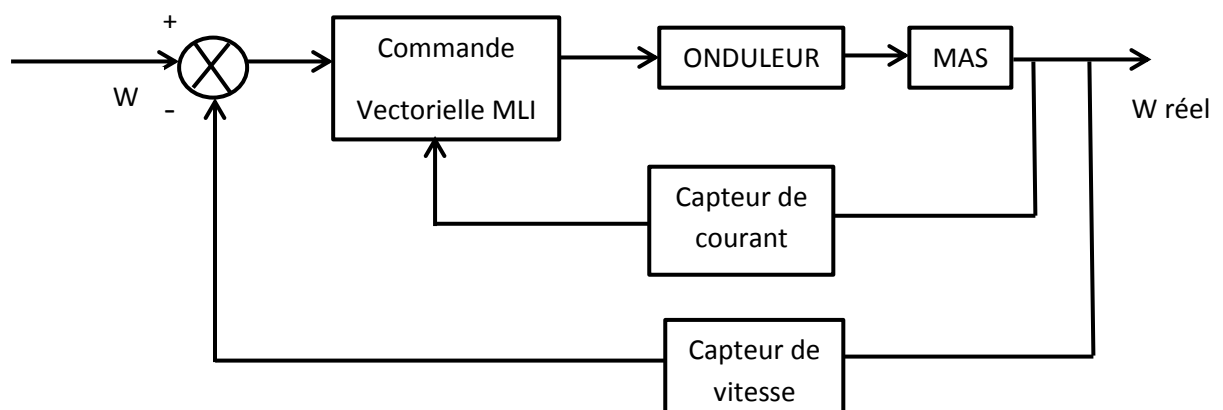 +
W
-
Commande
Vectorielle MLI
ONDULEUR
MAS
W réel
Capteur de
courant
Capteur de
vitesse